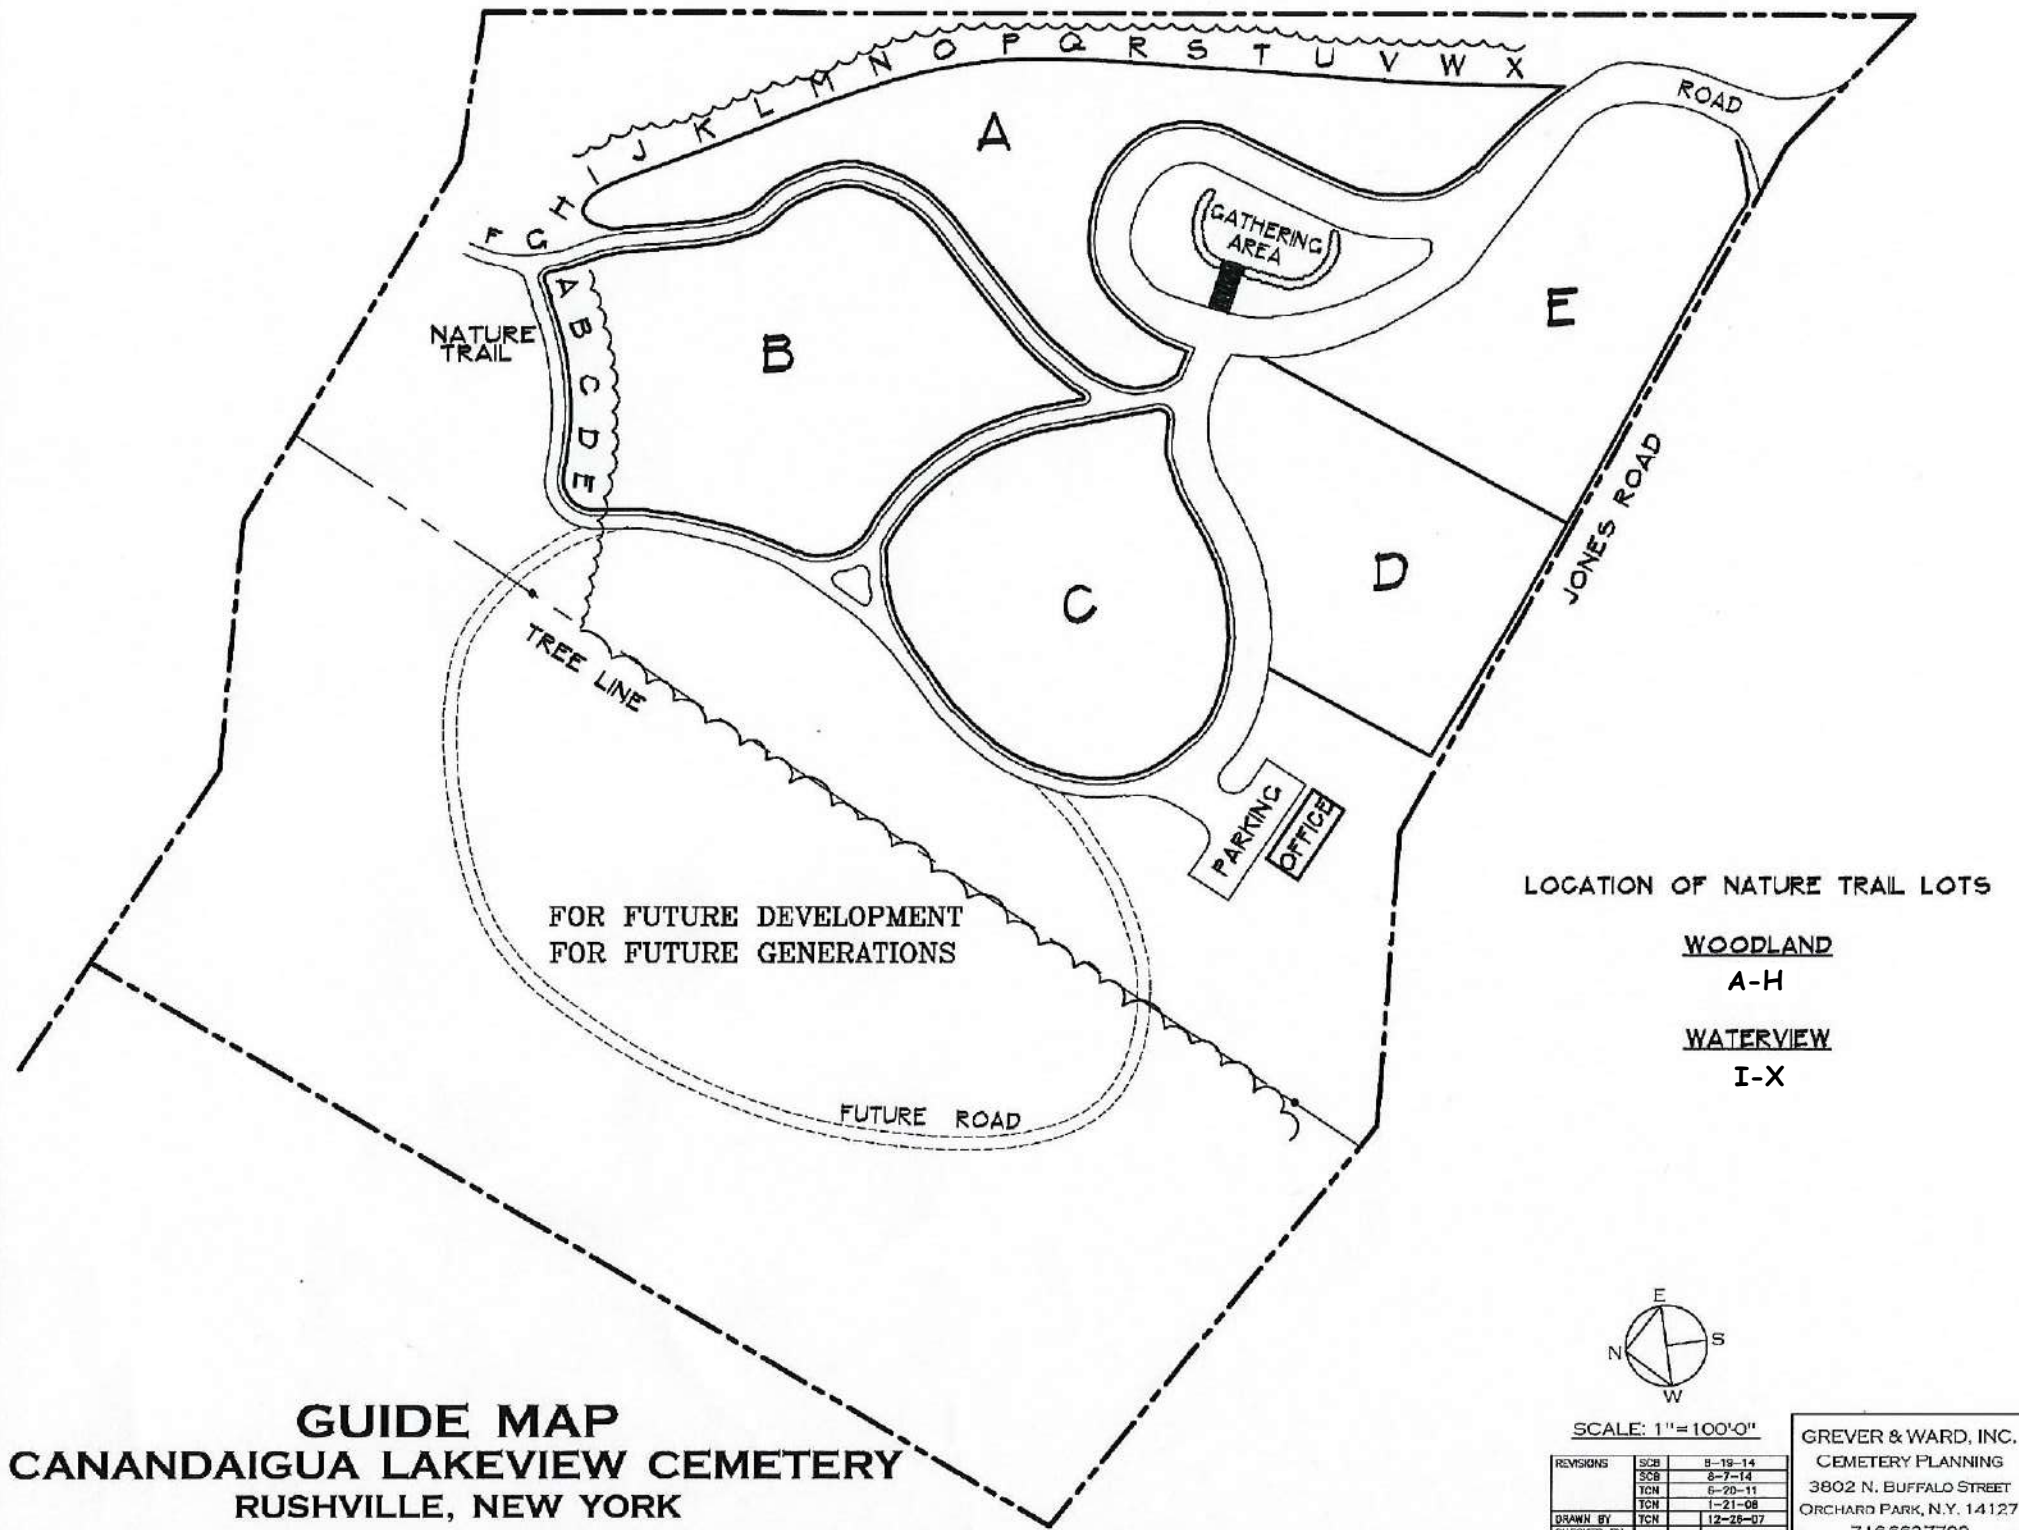 I J K L M N O P Q R S T U V W X
ROAD
A
H
F G
GATHERING
AREA
NATURE
TRAIL
A
B
C
D
E
B
E
JONES ROAD
C
D
TREE LINE
PARKING
OFFICE
FOR FUTURE DEVELOPMENT
FOR FUTURE GENERATIONS
FUTURE ROAD
LOCATION OF NATURE TRAIL LOTS
WOODLAND
A-H
WATERVIEW
I-X
E
N
S
W
SCALE: 1"=100'-0"
REVISIONS SCB 8-19-14
SCB 8-7-14
TCN 6-20-11
TCN 1-21-08
DRAWN BY TCN 12-26-07
GREVER & WARD, INC.
CEMETERY PLANNING
3802 N. BUFFALO STREET
ORCHARD PARK, N.Y. 14127
GUIDE MAP
CANANDAIGUA LAKEVIEW CEMETERY
RUSHVILLE, NEW YORK